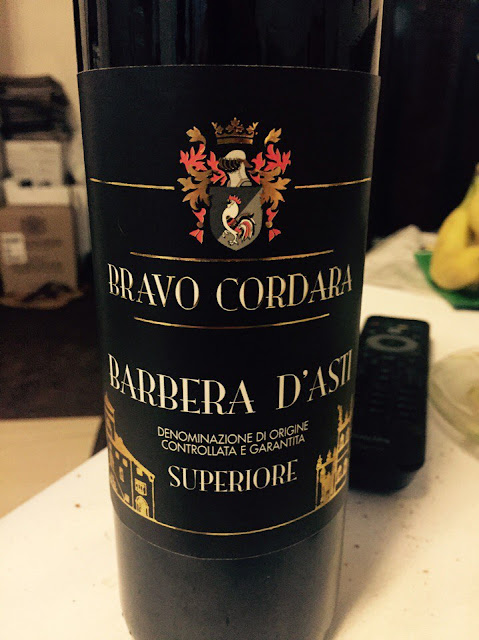 BRAVO CORDARA
BARBERA D'ASTI
DENOMINAZIONE DI ORIGINE
CONTROLLATA E GARANTITA
SUPERIORE